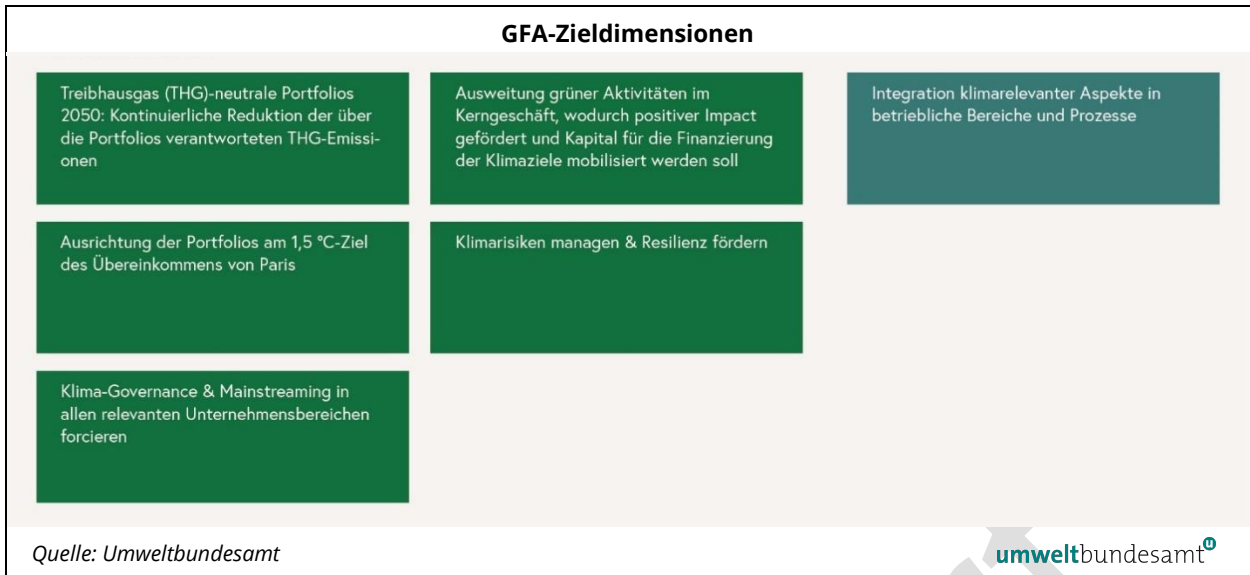 GFA-Zieldimensionen
Treibhausgas (THG)-neutrale Portfolios
2050: Kontinuierliche Reduktion der über
die Portfolios verantworteten THG-Emissi-
onen
Ausweitung grüner Aktivitäten im
Kerngeschäft, wodurch positiver Impact
gefördert und Kapital für die Finanzierung
der Klimaziele mobilisiert werden soll
Integration klimarelevanter Aspekte in
betriebliche Bereiche und Prozesse
Ausrichtung der Portfolios am 1,5 °C-Ziel
des Übereinkommens von Paris
Klimarisiken managen & Resilienz fördern
Klima-Governance & Mainstreaming in
allen relevanten Unternehmensbereichen
forcieren
Quelle: Umweltbundesamt
umweltbundesamt u